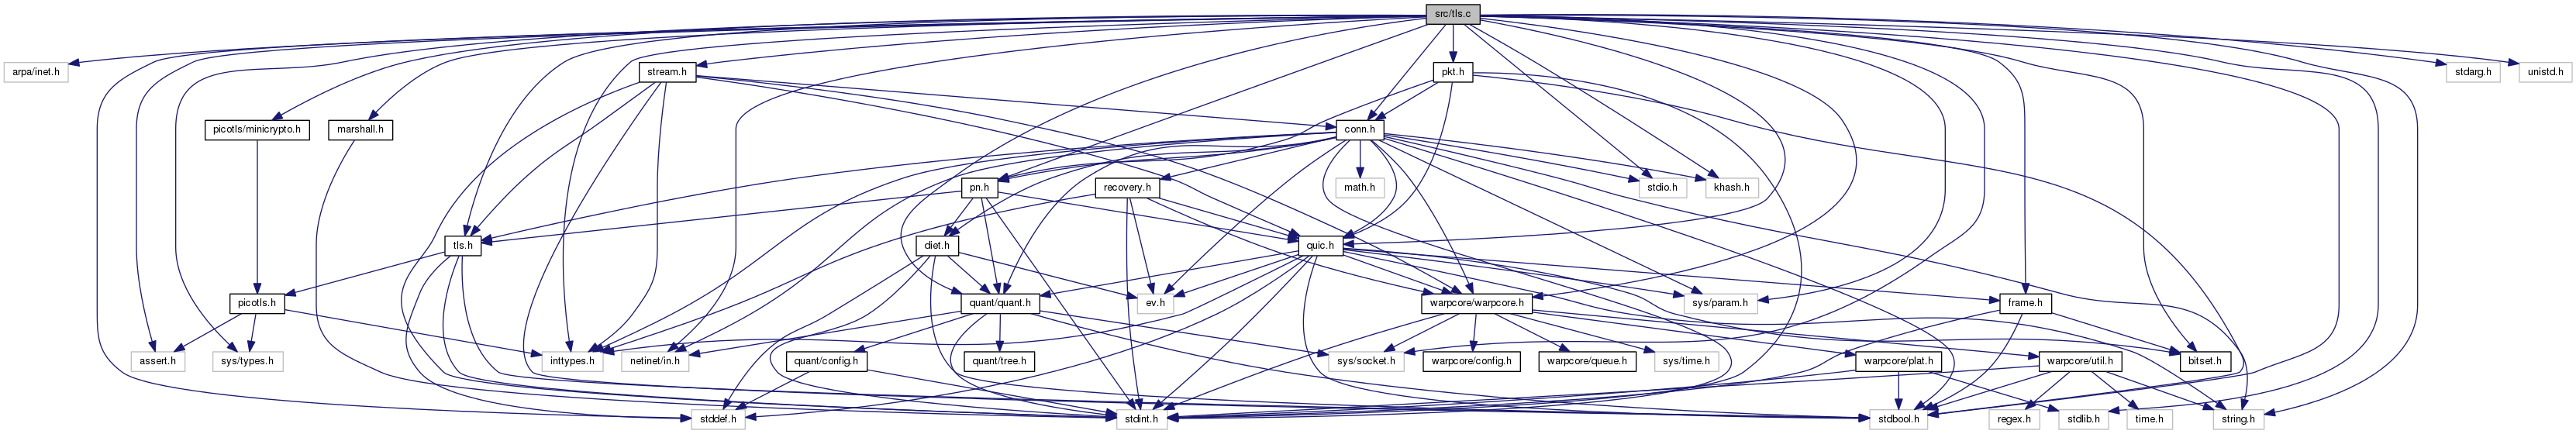 src/tls.c
arpa/inet.h
stream.h
pkt.h
stdarg.h
unistd.h
picotls/minicrypto.h
marshall.h
conn.h
pn.h
recovery.h
math.h
stdio.h
khash.h
tls.h
diet.h
quic.h
picotls.h
quant/quant.h
ev.h
warpcore/warpcore.h
sys/param.h
frame.h
assert.h
sys/types.h
inttypes.h
netinet/in.h
quant/config.h
quant/tree.h
sys/socket.h
warpcore/config.h
warpcore/queue.h
sys/time.h
warpcore/plat.h
warpcore/util.h
bitset.h
stddef.h
stdint.h
stdbool.h
regex.h
stdlib.h
time.h
string.h